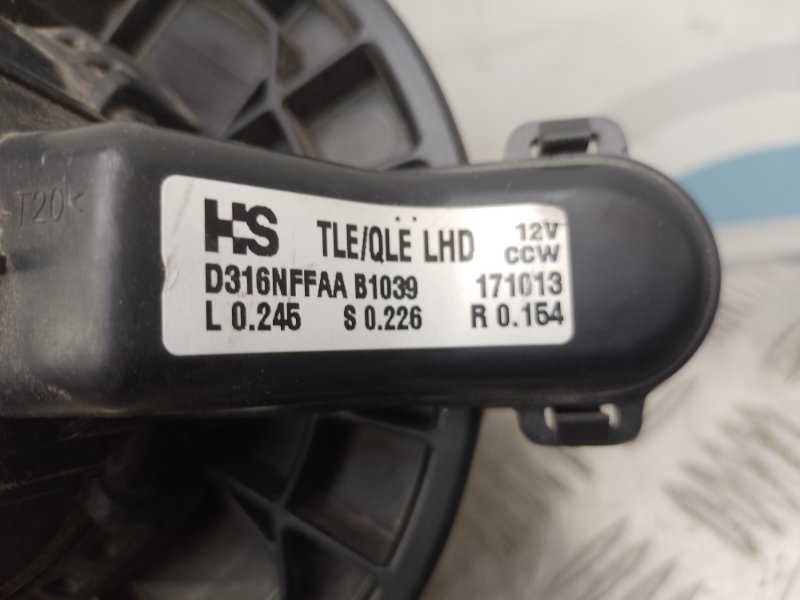 T20<
HS TLE/QLE LHD 12V CCW
D316NFFAA B1039 171013
L 0.245 S 0.226 R 0.154